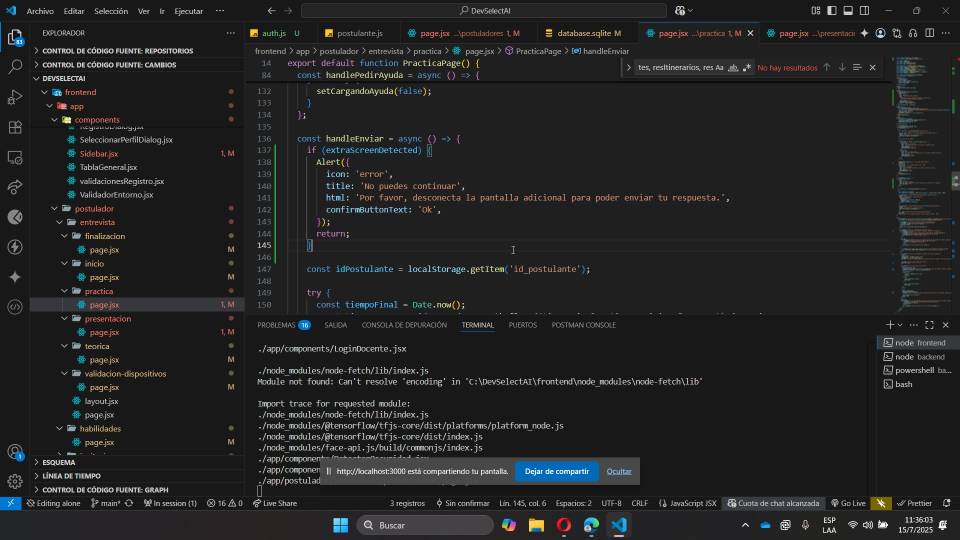 Archivo Editar Selección Ver Ir Ejecutar ···
DevSelectAI
EXPLORADOR
CONTROL DE CÓDIGO FUENTE: REPOSITORIOS
CONTROL DE CÓDIGO FUENTE: CAMBIOS
DEVSELECTAI
frontend
app
components
RegistroDialog.jsx
SeleccionarPerfilDialog.jsx
Sidebar.jsx 1, M
TablaGeneral.jsx
validacionesRegistro.jsx
ValidadorEntorno.jsx
postulador
entrevista
finalizacion
page.jsx M
inicio
page.jsx M
practica
page.jsx 1, M
presentacion
page.jsx 1, M
teorica
page.jsx M
validacion-dispositivos
page.jsx M
layout.jsx
page.jsx
habilidades
page.jsx M
ESQUEMA
LÍNEA DE TIEMPO
CONTROL DE CÓDIGO FUENTE: GRAPH
auth.js U
postulante.js
page.jsx ...\postuladores 1, M
database.sqlite M
page.jsx ...\practica 1, M
page.jsx ...\presentaci
frontend > app > postulador > entrevista > practica > page.jsx > PracticaPage > handleEnviar
tes, resItinerarios, res Aa ab No hay resultados
14 export default function PracticaPage() {
84 const handlePedirAyuda = async () => {
132 setCargandoAyuda(false);
133 }
134 };
135
136 const handleEnviar = async () => {
137 if (extraScreenDetected) {
138 Alert({
139 icon: 'error',
140 title: 'No puedes continuar',
141 html: 'Por favor, desconecta la pantalla adicional para poder enviar tu respuesta.',
142 confirmButtonText: 'Ok',
143 });
144 return;
145 }
146
147 const idPostulante = localStorage.getItem('id_postulante');
148
149 try {
150 const tiempoFinal = Date.now();
PROBLEMAS 16 SALIDA CONSOLA DE DEPURACIÓN TERMINAL PUERTOS POSTMAN CONSOLE
./app/components/LoginDocente.jsx
./node_modules/node-fetch/lib/index.js
Module not found: Can't resolve 'encoding' in 'C:\DevSelectAI\frontend\node_modules\node-fetch\lib'
Import trace for requested module:
./node_modules/node-fetch/lib/index.js
./node_modules/@tensorflow/tfjs-core/dist/platforms/platform_node.js
./node_modules/@tensorflow/tfjs-core/dist/index.js
./node_modules/face-api.js/build/commonjs/index.js
./app/component
./app/postulad
node frontend
node backend
powershell ba...
bash
http://localhost:3000 está compartiendo tu pantalla. Dejar de compartir Ocultar
Editing alone main* In session (1) 16 0 Live Share 3 registros Sin confirmar Lín. 145, col. 6 Espacios: 2 UTF-8 CRLF JavaScript JSX Cuota de chat alcanzada Go Live Prettier
Buscar
ESP
LAA
11:36:03
15/7/2025